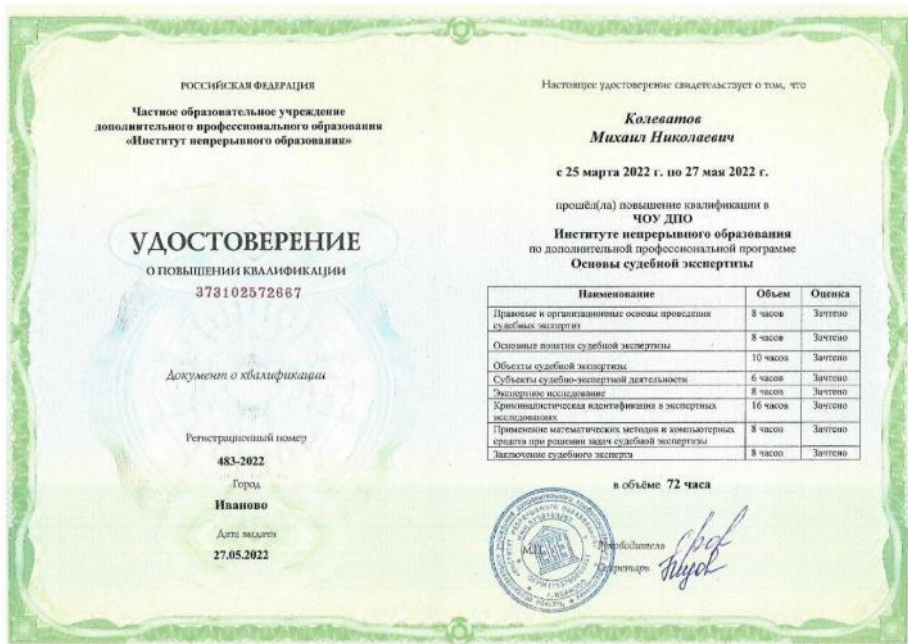 РОССИЙСКАЯ ФЕДЕРАЦИЯ
Частное образовательное учреждение
дополнительного профессионального образования
«Институт непрерывного образования»
УДОСТОВЕРЕНИЕ
О ПОВЫШЕНИИ КВАЛИФИКАЦИИ
373102572667
Документ о квалификации
Регистрационный номер
483-2022
Город
Иваново
Дата выдачи
27.05.2022
Настоящее удостоверение свидетельствует о том, что
Колеватов
Михаил Николаевич
с 25 марта 2022 г. по 27 мая 2022 г.
прошёл(ла) повышение квалификации в
ЧОУ ДПО
Институте непрерывного образования
по дополнительной профессиональной программе
Основы судебной экспертизы
Наименование Объем Оценка
Правовые и организационные основы проведения 8 часов Зачтено
судебных экспертиз
Основные понятия судебной экспертизы 8 часов Зачтено
Объекты судебной экспертизы 10 часов Зачтено
Субъекты судебно-экспертной деятельности 6 часов Зачтено
Экспертное исследование 8 часов Зачтено
Криминалистическая идентификация в экспертных 16 часов Зачтено
исследованиях
Применение математических методов и компьютерных 8 часов Зачтено
средств при решении задач судебной экспертизы
Заключение судебного эксперта 8 часов Зачтено
в объёме 72 часа
М.П.
Руководитель
Секретарь